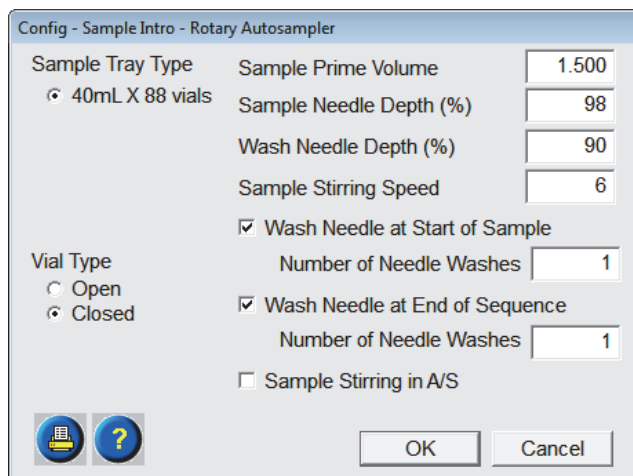 Config - Sample Intro - Rotary Autosampler
Sample Tray Type
40mL X 88 vials
Sample Prime Volume 1.500
Sample Needle Depth (%) 98
Wash Needle Depth (%) 90
Sample Stirring Speed 6
Wash Needle at Start of Sample
Number of Needle Washes 1
Vial Type
Open
Closed
Wash Needle at End of Sequence
Number of Needle Washes 1
Sample Stirring in A/S
?
OK
Cancel